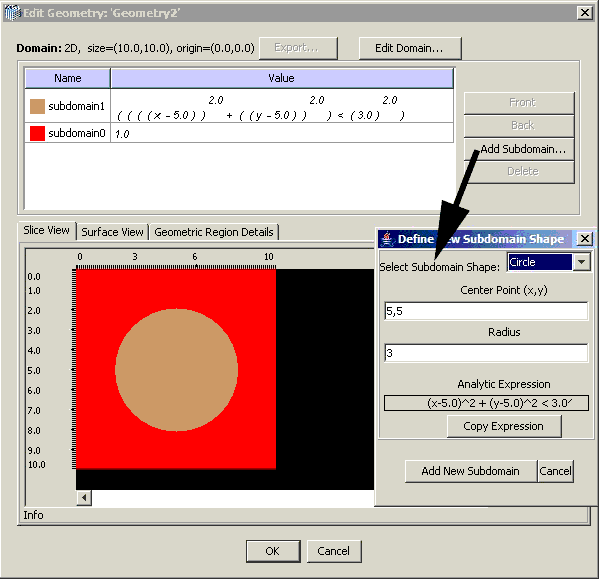 Edit Geometry: 'Geometry2'
Domain: 2D, size=(10.0,10.0), origin=(0.0,0.0)
Export...
Edit Domain...
Name
Value
subdomain1
2.0 2.0 2.0
( ( ( ( x - 5.0 ) ) + ( ( y - 5.0 ) ) ) < ( 3.0 ) )
subdomain0
1.0
Front
Back
Add Subdomain...
Delete
Slice View
Surface View
Geometric Region Details
0 3 6 10
0.0
1.0
2.0
3.0
4.0
5.0
6.0
7.0
8.0
9.0
10.0
Info
OK
Cancel
Define New Subdomain Shape
Select Subdomain Shape:
Circle
Center Point (x,y)
5,5
Radius
3
Analytic Expression
(x-5.0)^2 + (y-5.0)^2 < 3.0^
Copy Expression
Add New Subdomain
Cancel